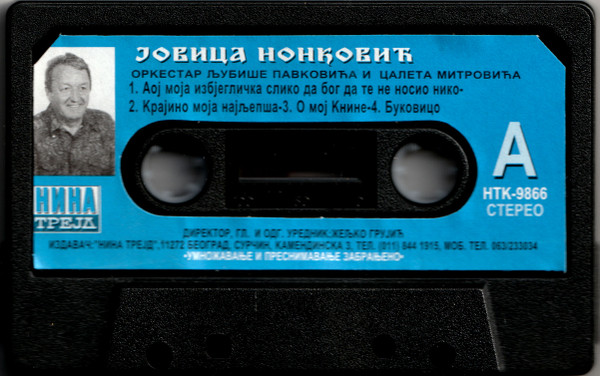 ЈОВИЦА НОНКОВИЋ
ОРКЕСТАР ЉУБИШЕ ПАВКОВИЋА И ЦАЛЕТА МИТРОВИЋА
1. Аој моја избјегличка слико да бог да те не носио нико-
2. Крајино моја најљепша-3. О мој Книне-4. Буковицо
A
НТК-9866
СТЕРЕО
НИНА
ТРЕЈД
ДИРЕКТОР, ГЛ. И ОДГ. УРЕДНИК:ЖЕЉКО ГРУЈИЋ
ИЗДАВАЧ:"НИНА ТРЕЈД",11272 БЕОГРАД, СУРЧИН, КАМЕНДИНСКА 3, ТЕЛ. (011) 844 1915, МОБ. ТЕЛ. 063/233034
-УМНОЖАВАЊЕ И ПРЕСНИМАВАЊЕ ЗАБРАЊЕНО-